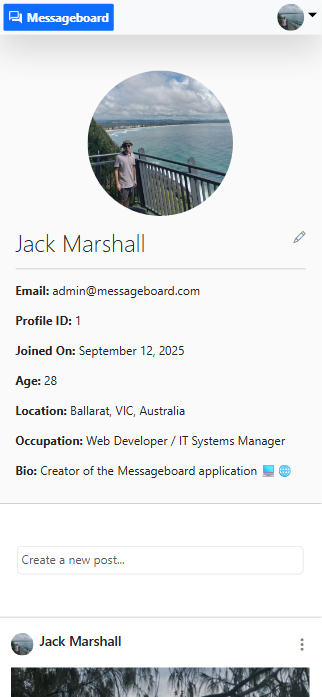 Messageboard
Jack Marshall
Email: admin@messageboard.com
Profile ID: 1
Joined On: September 12, 2025
Age: 28
Location: Ballarat, VIC, Australia
Occupation: Web Developer / IT Systems Manager
Bio: Creator of the Messageboard application 💻 🌐
Create a new post...
Jack Marshall